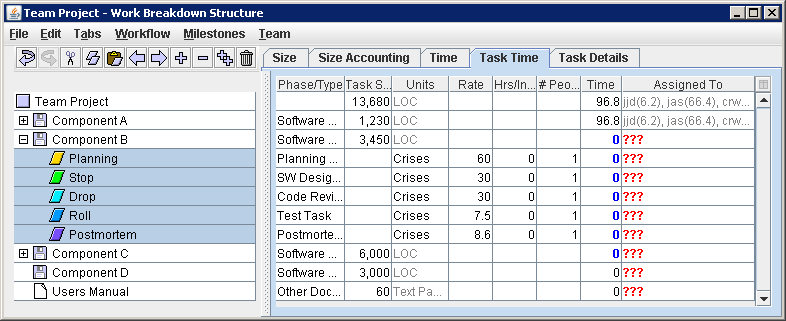 Team Project - Work Breakdown Structure
File Edit Tabs Workflow Milestones Team
Size Size Accounting Time Task Time Task Details
Phase/Type Task S... Units Rate Hrs/In... # Peo... Time Assigned To
Team Project 13,680 LOC 96.8 jjd(6.2), jas(66.4), crw...
Component A Software ... 1,230 LOC 96.8 jjd(6.2), jas(66.4), crw...
Component B Software ... 3,450 LOC 0 ???
Planning Planning ... Crises 60 0 1 0 ???
Stop SW Desig... Crises 30 0 1 0 ???
Drop Code Revi... Crises 30 0 1 0 ???
Roll Test Task Crises 7.5 0 1 0 ???
Postmortem Postmorte... Crises 8.6 0 1 0 ???
Component C Software ... 6,000 LOC 0 ???
Component D Software ... 3,000 LOC 0 ???
Users Manual Other Doc... 60 Text Pa... 0 ???